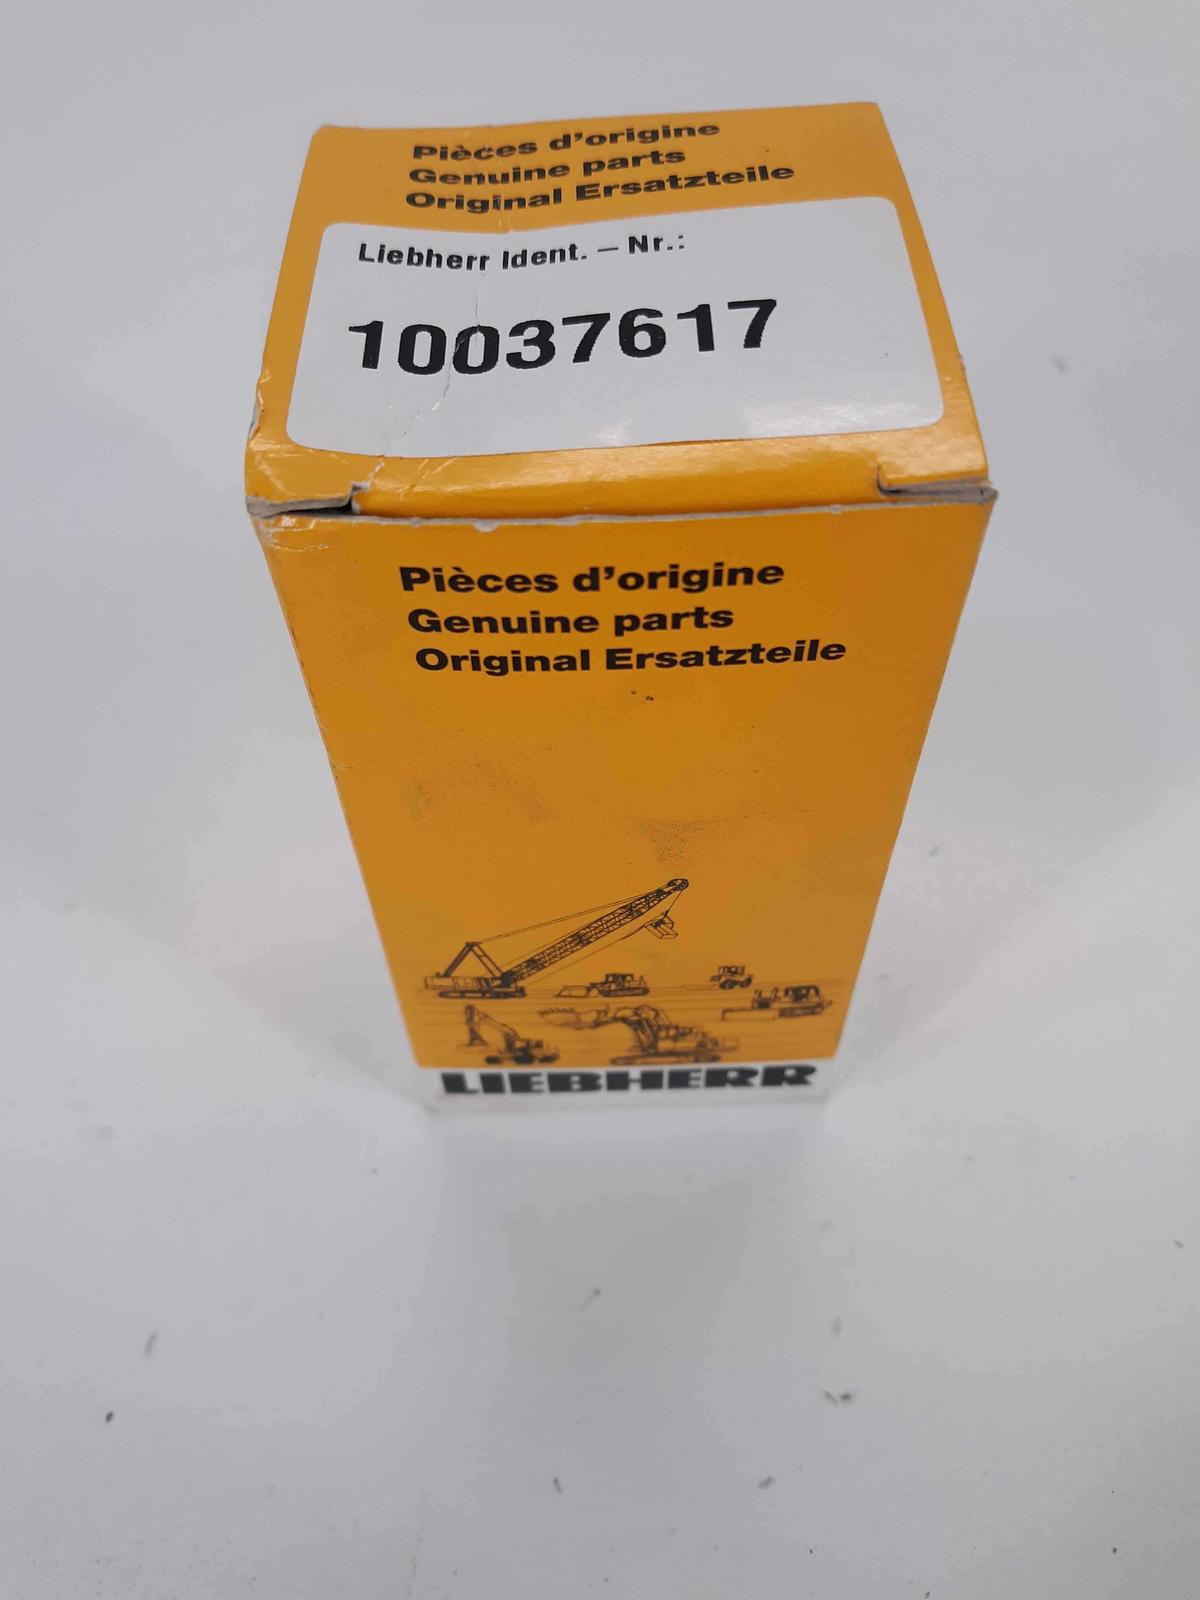 Pièces d'origine
Genuine parts
Original Ersatzteile
Liebherr Ident. – Nr.:
10037617
Pièces d'origine
Genuine parts
Original Ersatzteile
LIEBHERR